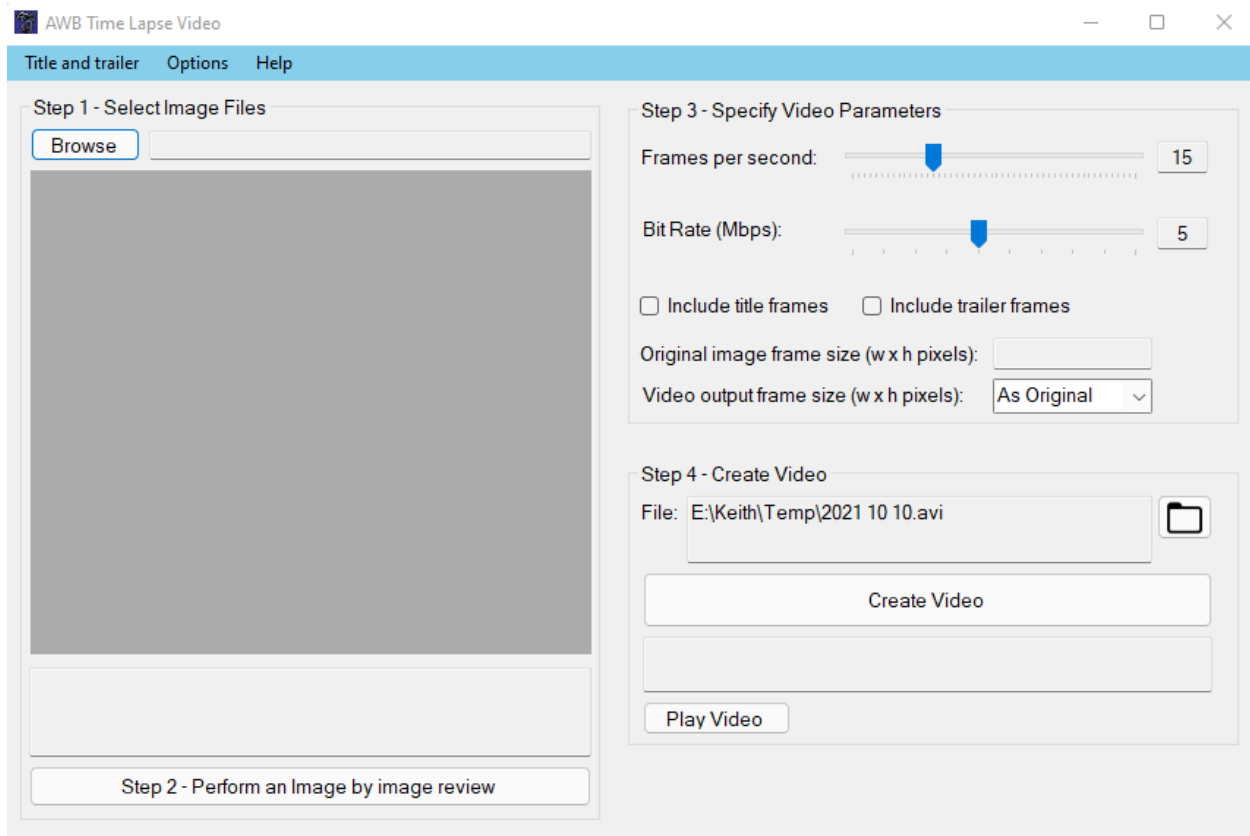 AWB Time Lapse Video
Title and trailer Options Help
Step 1 - Select Image Files
Browse
Step 2 - Perform an Image by image review
Step 3 - Specify Video Parameters
Frames per second: 15
Bit Rate (Mbps): 5
Include title frames Include trailer frames
Original image frame size (w x h pixels):
Video output frame size (w x h pixels): As Original
Step 4 - Create Video
File: E:\Keith\Temp\2021 10 10.avi
Create Video
Play Video